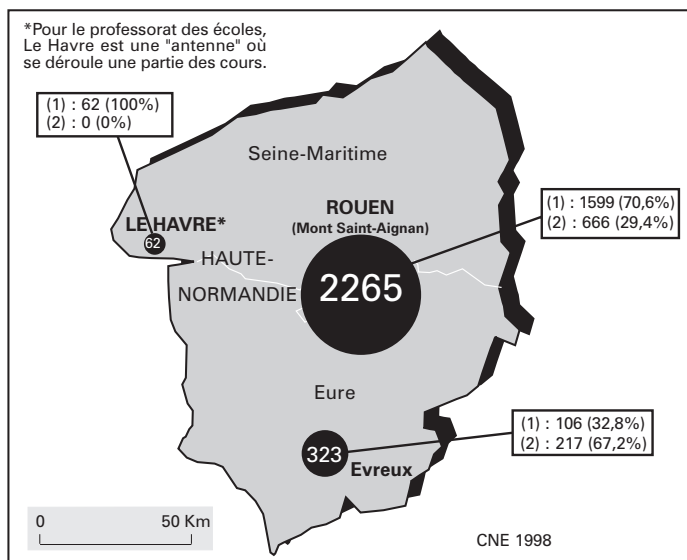 *Pour le professorat des écoles,
Le Havre est une "antenne" où
se déroule une partie des cours.
(1) : 62 (100%)
(2) : 0 (0%)
Seine-Maritime
ROUEN
(Mont Saint-Aignan)
(1) : 1599 (70,6%)
(2) : 666 (29,4%)
LE HAVRE*
62
HAUTE-
NORMANDIE
2265
Eure
(1) : 106 (32,8%)
(2) : 217 (67,2%)
323
Evreux
0 50 Km
CNE 1998